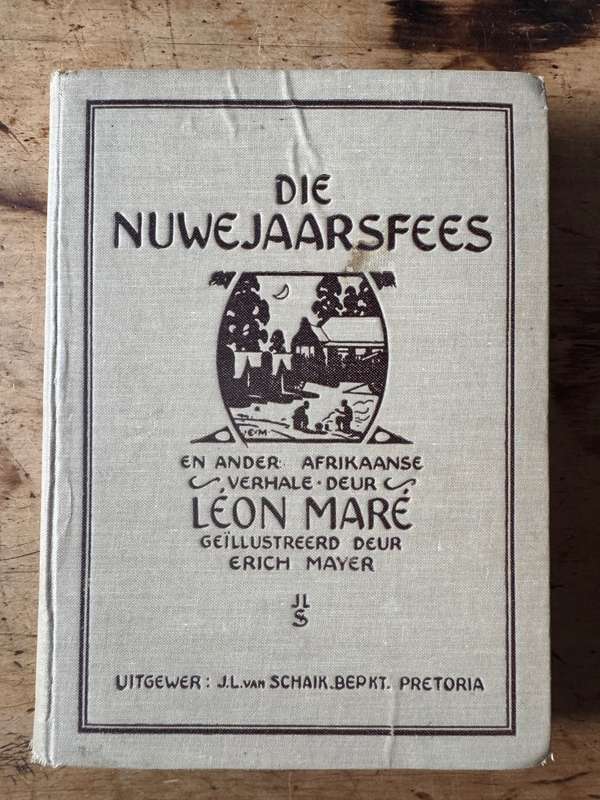 DIE
NUWEJAARSFEES
E.M.
EN ANDER AFRIKAANSE
VERHALE · DEUR
LÉON MARÉ
GEÏLLUSTREERD DEUR
ERICH MAYER
JL
S
UITGEWER: J.L. VAN SCHAIK. BEPKT. PRETORIA